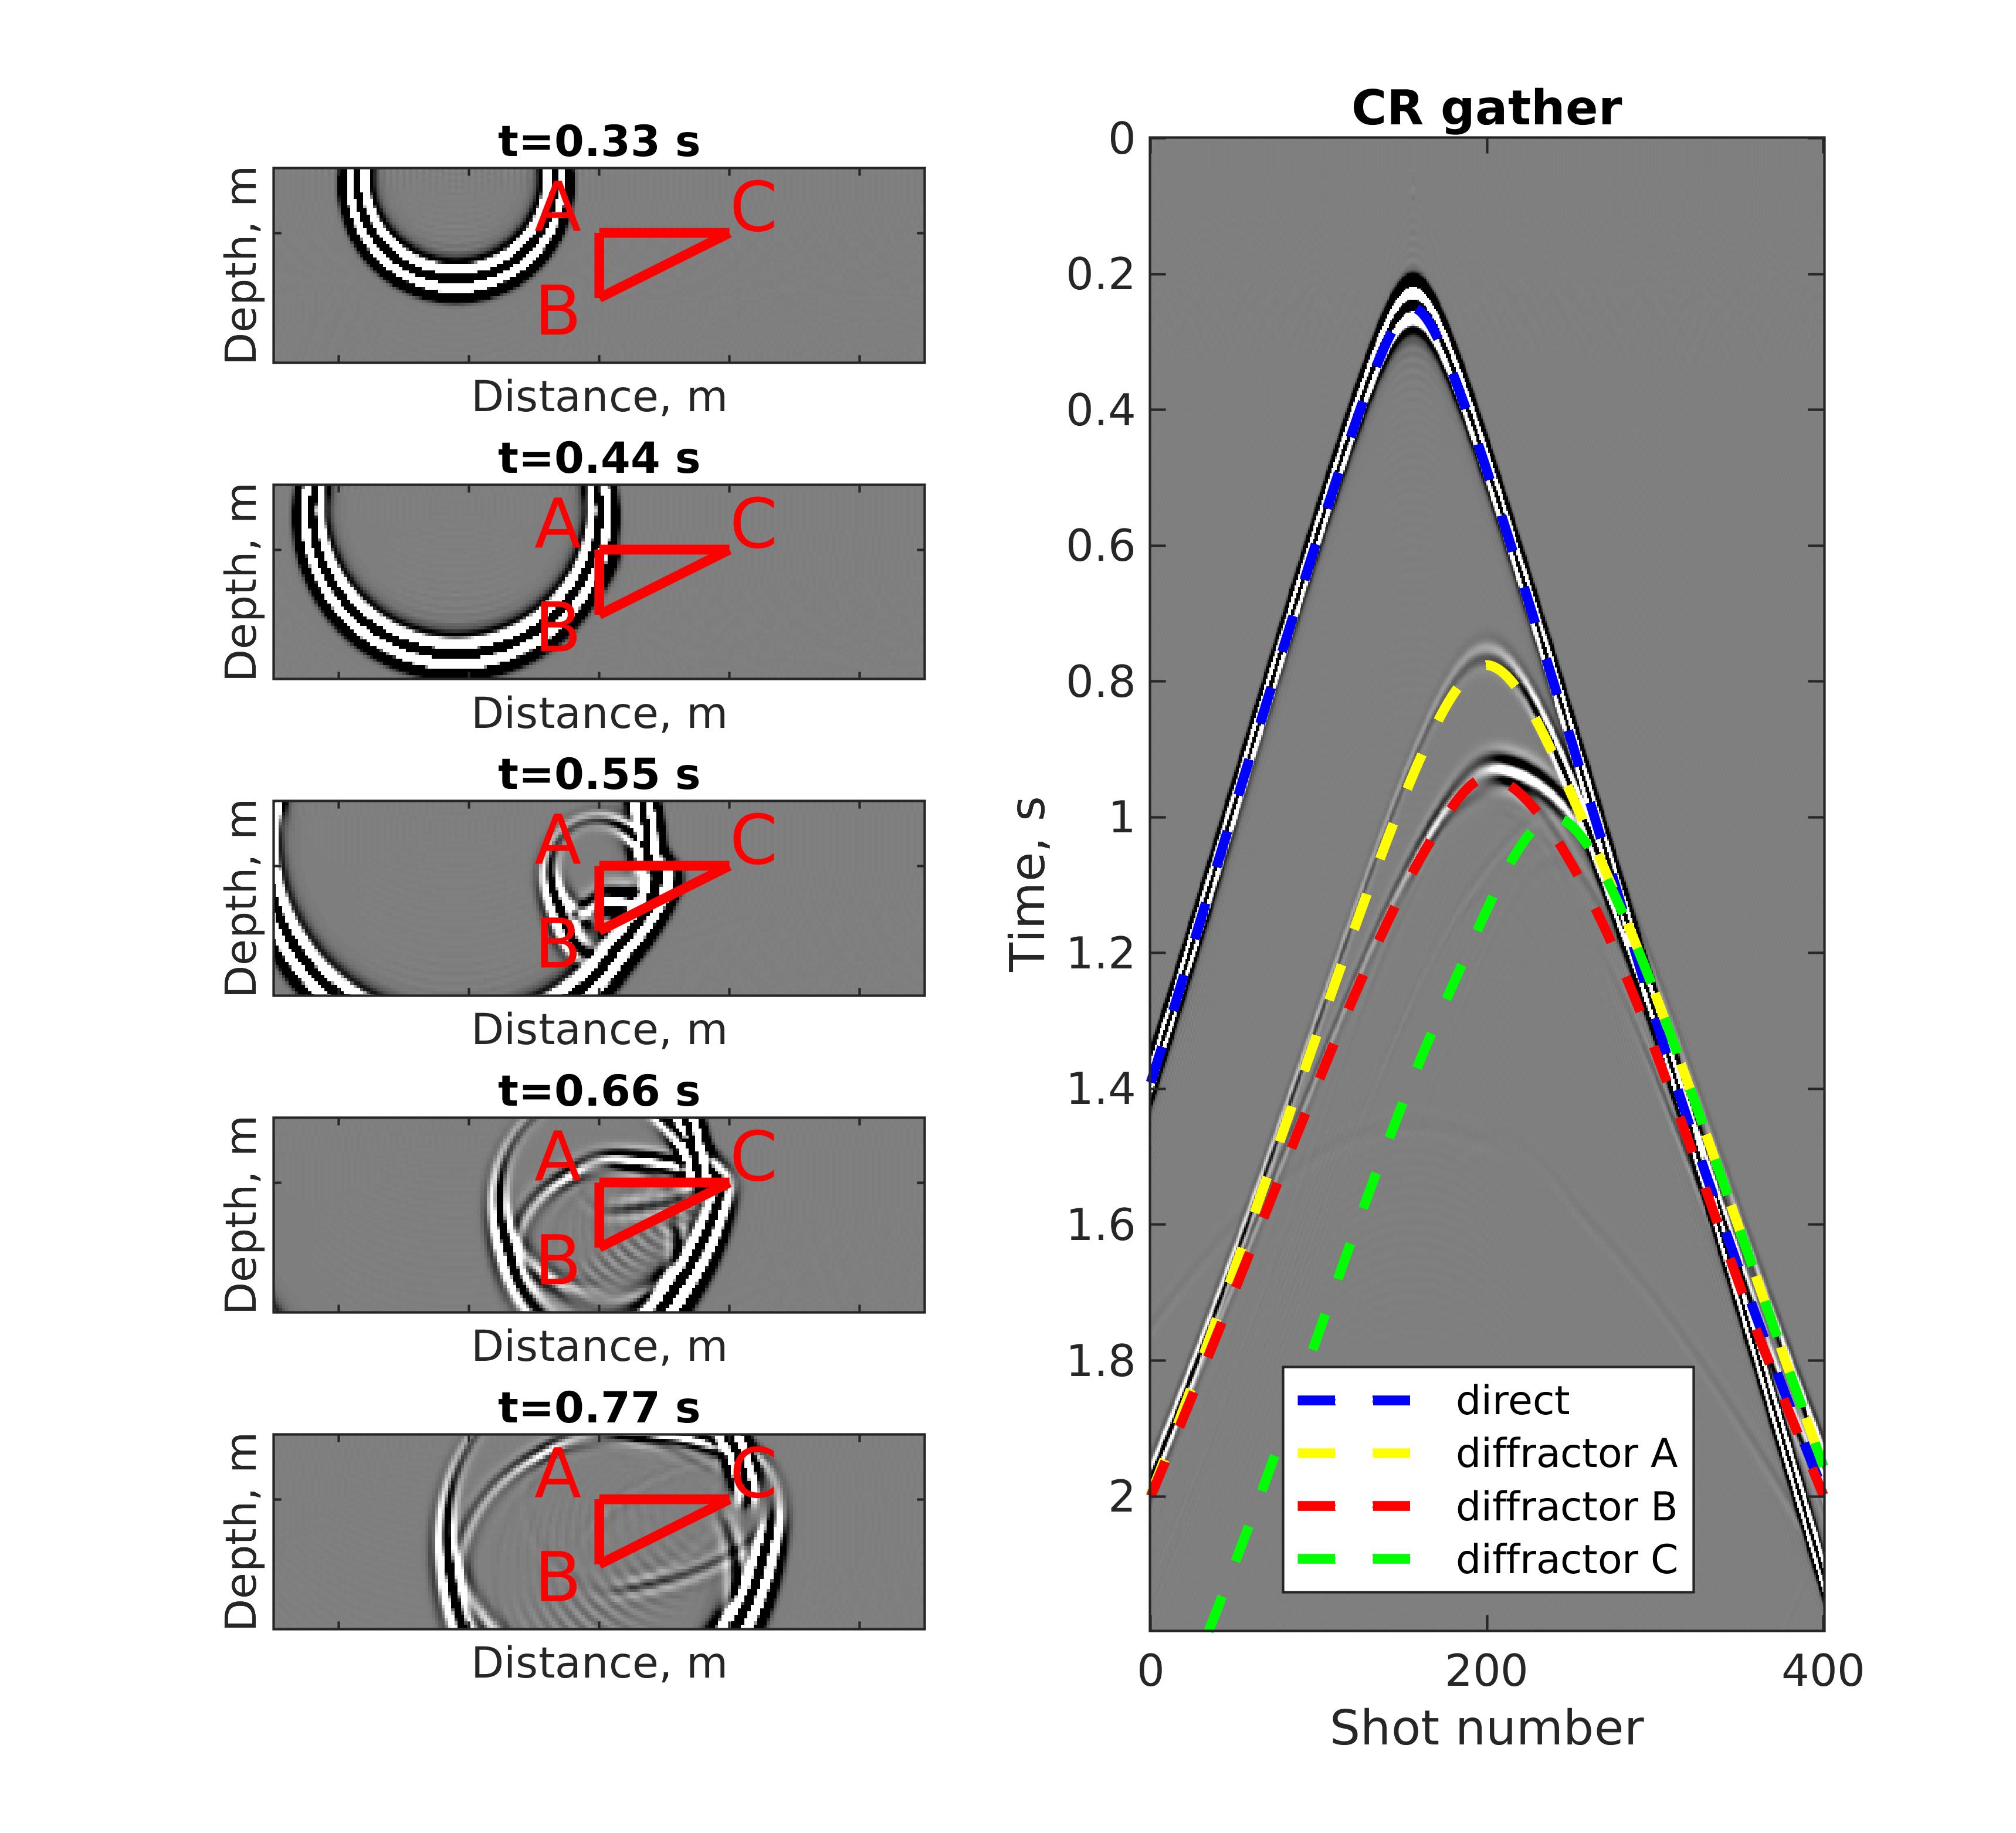 t=0.33 s
A
C
B
Depth, m
Distance, m
t=0.44 s
A
C
B
Depth, m
Distance, m
t=0.55 s
A
C
B
Depth, m
Distance, m
t=0.66 s
A
C
B
Depth, m
Distance, m
t=0.77 s
A
C
B
Depth, m
Distance, m
CR gather
0
0.2
0.4
0.6
0.8
1
1.2
1.4
1.6
1.8
2
Time, s
direct
diffractor A
diffractor B
diffractor C
0 200 400
Shot number